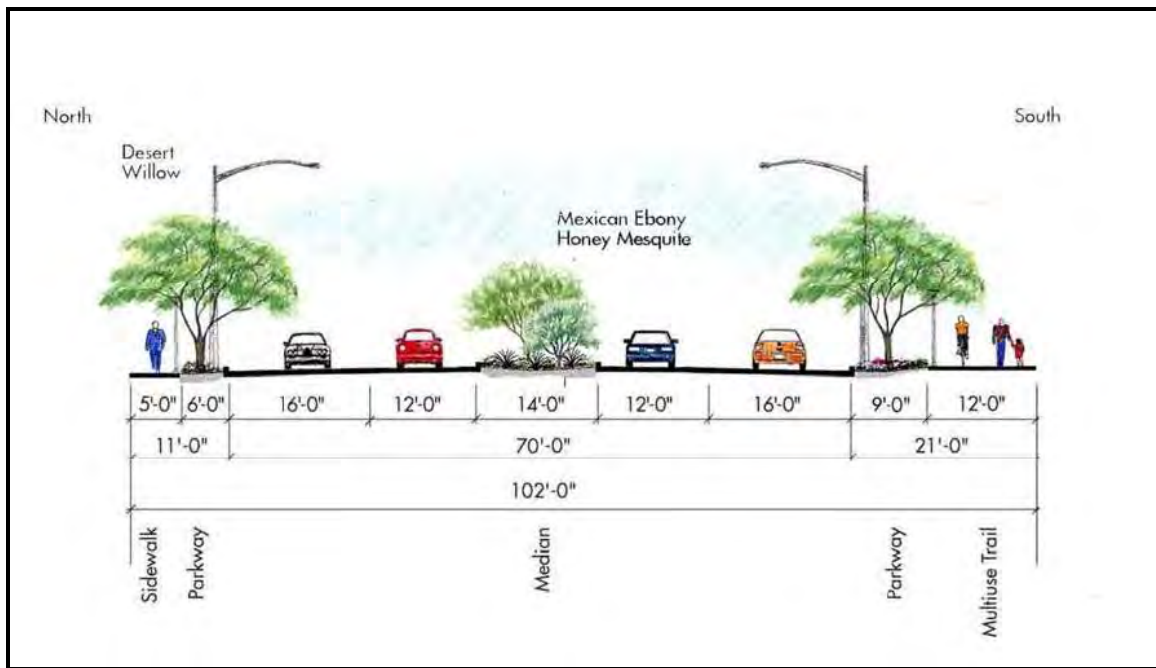 North
South
Desert
Willow
Mexican Ebony
Honey Mesquite
5'-0" 6'-0" 16'-0" 12'-0" 14'-0" 12'-0" 16'-0" 9'-0" 12'-0"
11'-0" 70'-0" 21'-0"
102'-0"
Sidewalk
Parkway
Median
Parkway
Multiuse Trail